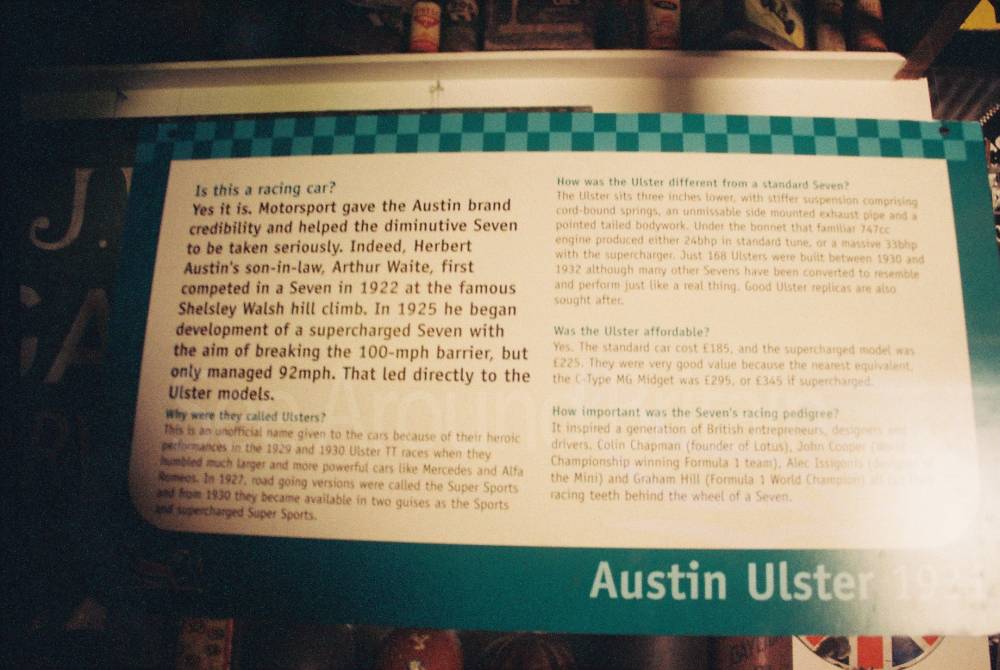 J.
GA
Is this a racing car?
Yes it is. Motorsport gave the Austin brand
credibility and helped the diminutive Seven
to be taken seriously. Indeed, Herbert
Austin's son-in-law, Arthur Waite, first
competed in a Seven in 1922 at the famous
Shelsley Walsh hill climb. In 1925 he began
development of a supercharged Seven with
the aim of breaking the 100-mph barrier, but
only managed 92mph. That led directly to the
Ulster models.
Why were they called Ulsters?
This is an unofficial name given to the cars because of their heroic
performances in the 1929 and 1930 Ulster TT races when they
humbled much larger and more powerful cars like Mercedes and Alfa
Romeos. In 1927, road going versions were called the Super Sports
and from 1930 they became available in two guises as the Sports
and supercharged Super Sports.
How was the Ulster different from a standard Seven?
The Ulster sits three inches lower, with stiffer suspension comprising
cord-bound springs, an unmissable side mounted exhaust pipe and a
pointed tailed bodywork. Under the bonnet that familiar 747cc
engine produced either 24bhp in standard tune, or a massive 33bhp
with the supercharger. Just 168 Ulsters were built between 1930 and
1932 although many other Sevens have been converted to resemble
and perform just like a real thing. Good Ulster replicas are also
sought after.
Was the Ulster affordable?
Yes. The standard car cost £185, and the supercharged model was
£225. They were very good value because the nearest equivalent,
the C-Type MG Midget was £295, or £345 if supercharged.
How important was the Seven's racing pedigree?
It inspired a generation of British entrepreneurs, designers and
drivers. Colin Chapman (founder of Lotus), John Cooper
Championship winning Formula 1 team), Alec Issigonis
the Mini) and Graham Hill (Formula 1 World Champion) all cut their
racing teeth behind the wheel of a Seven.
Austin Ulster